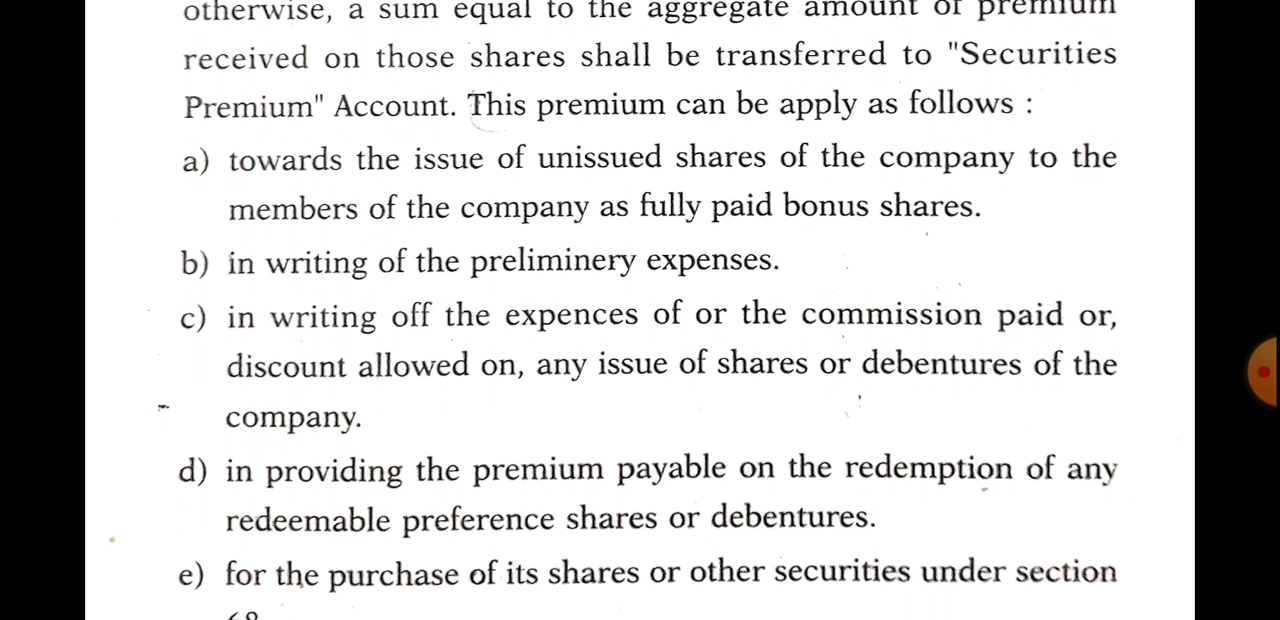 otherwise, a sum equal to the aggregate amount of premium
received on those shares shall be transferred to "Securities
Premium" Account. This premium can be apply as follows :
a) towards the issue of unissued shares of the company to the
members of the company as fully paid bonus shares.
b) in writing of the preliminery expenses.
c) in writing off the expences of or the commission paid or,
discount allowed on, any issue of shares or debentures of the
company.
d) in providing the premium payable on the redemption of any
redeemable preference shares or debentures.
e) for the purchase of its shares or other securities under section